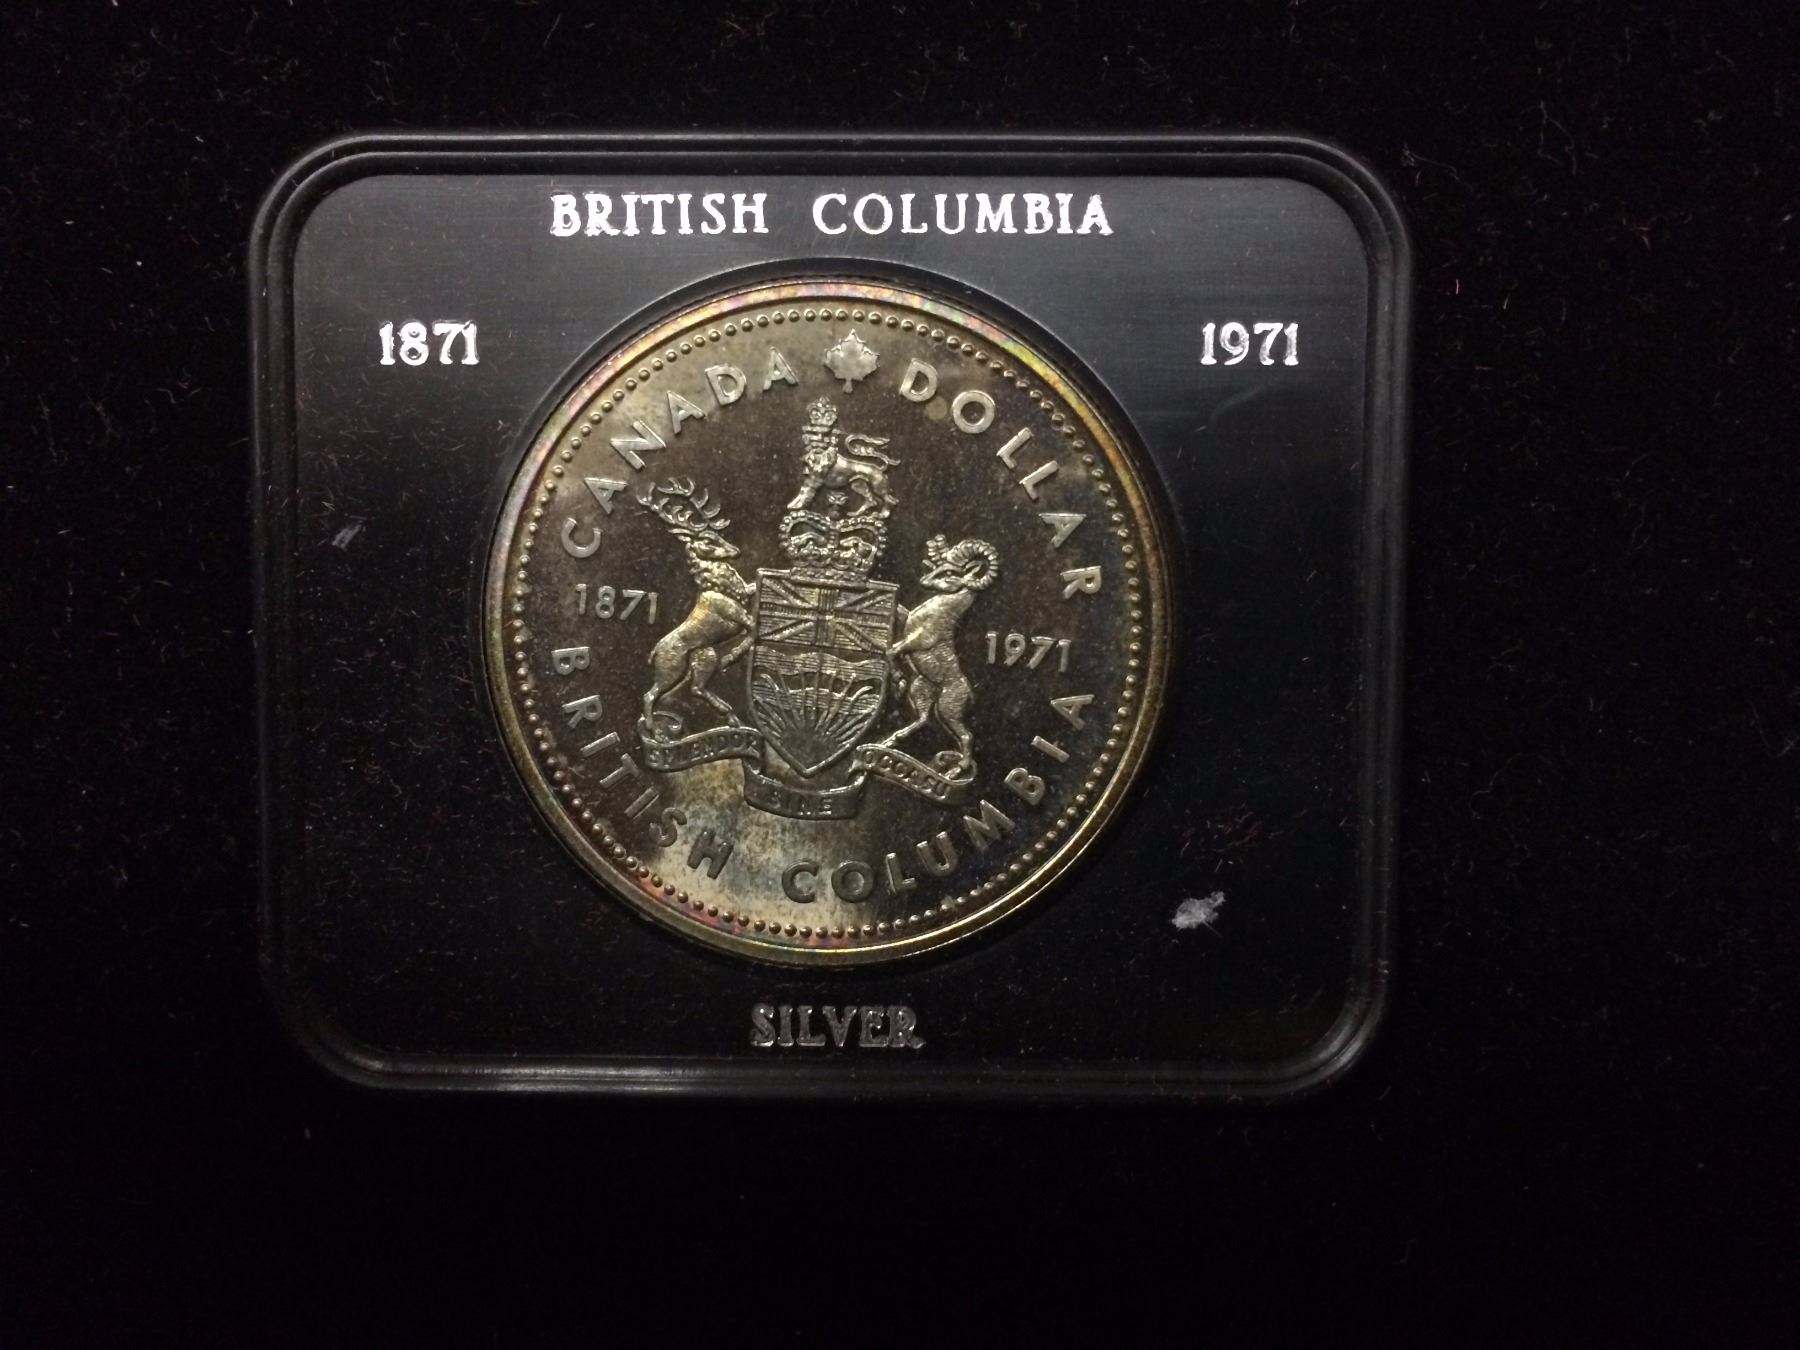 BRITISH COLUMBIA
1871 1971
CANADA DOLLAR
1871 1971
SPLENDOR SINE OCCASU
BRITISH COLUMBIA
SILVER